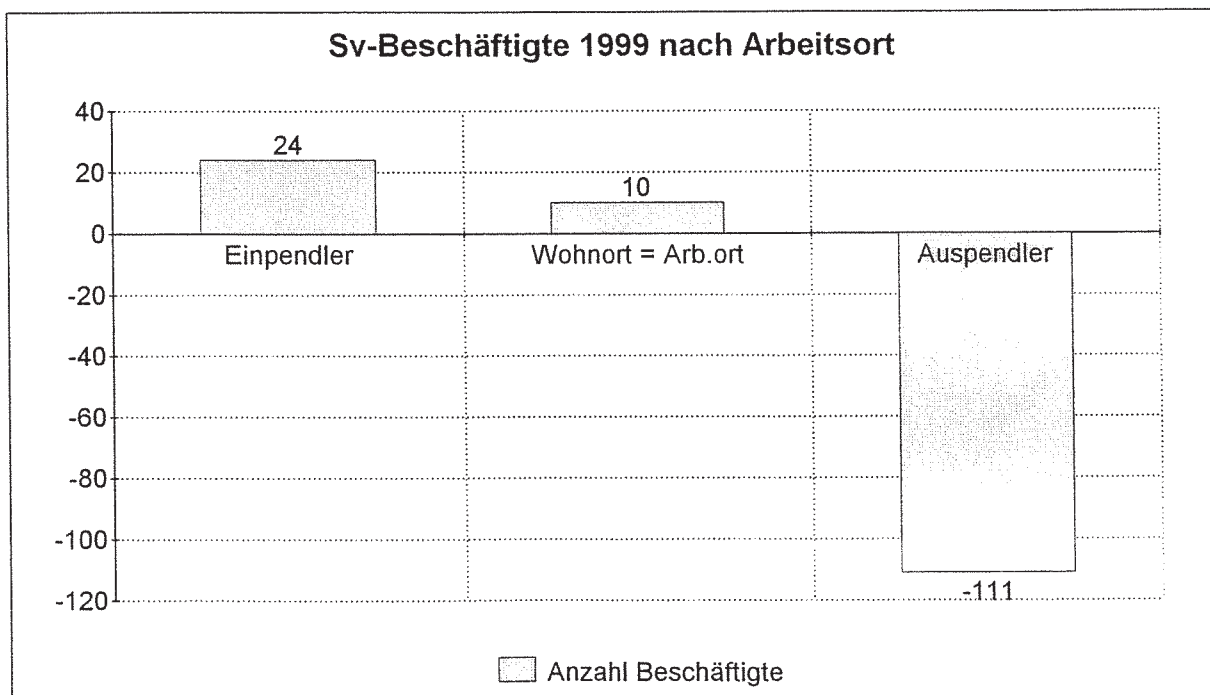 Sv-Beschäftigte 1999 nach Arbeitsort
40
20
0
-20
-40
-60
-80
-100
-120
24
10
Einpendler
Wohnort = Arb.ort
Auspendler
-111
Anzahl Beschäftigte